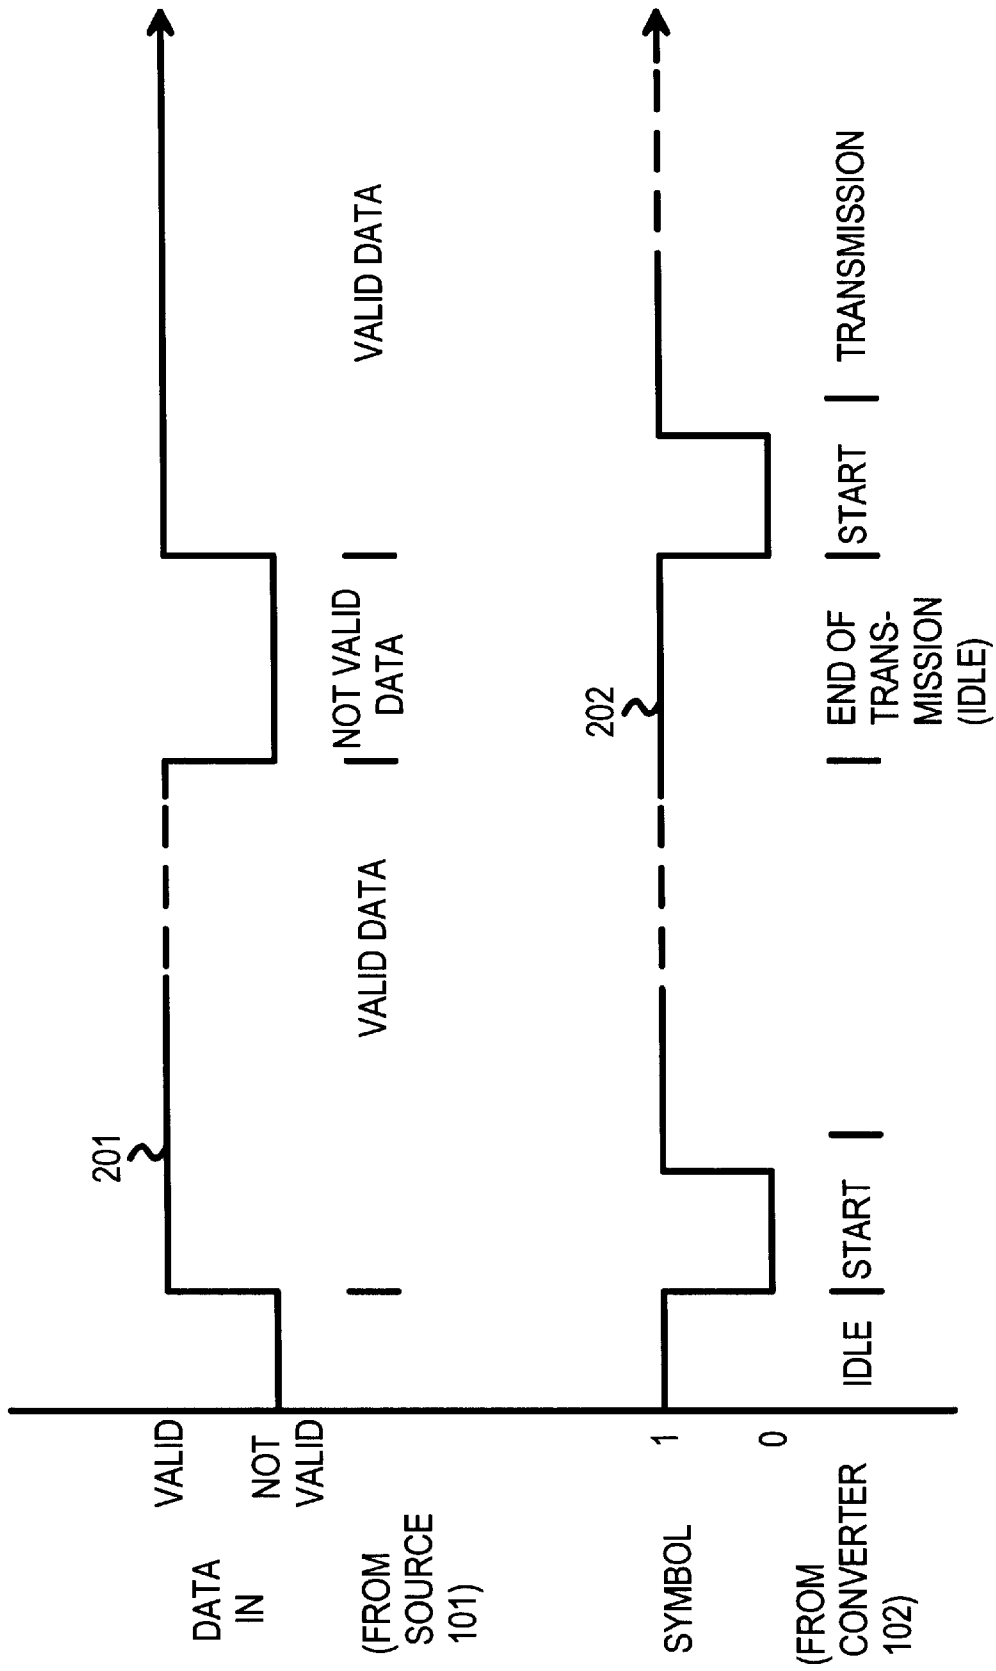 201
VALID
NOT
VALID
DATA
IN
(FROM
SOURCE
101)
VALID DATA
NOT VALID
DATA
VALID DATA
202
1
0
SYMBOL
(FROM
CONVERTER
102)
IDLE
START
END OF
TRANS-
MISSION
(IDLE)
START
TRANSMISSION